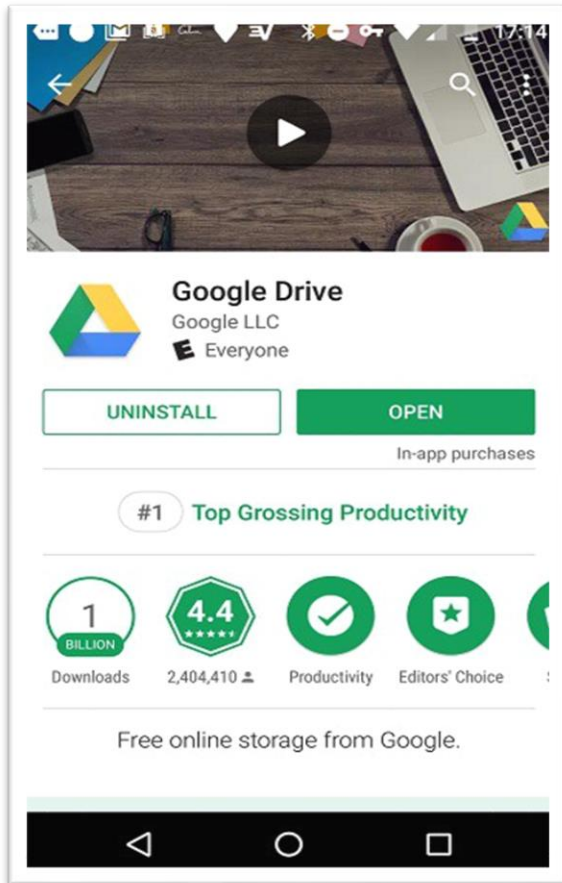 17:14
Google Drive
Google LLC
E Everyone
UNINSTALL
OPEN
In-app purchases
#1 Top Grossing Productivity
1
BILLION
Downloads
4.4
2,404,410
Productivity
Editors' Choice
Free online storage from Google.